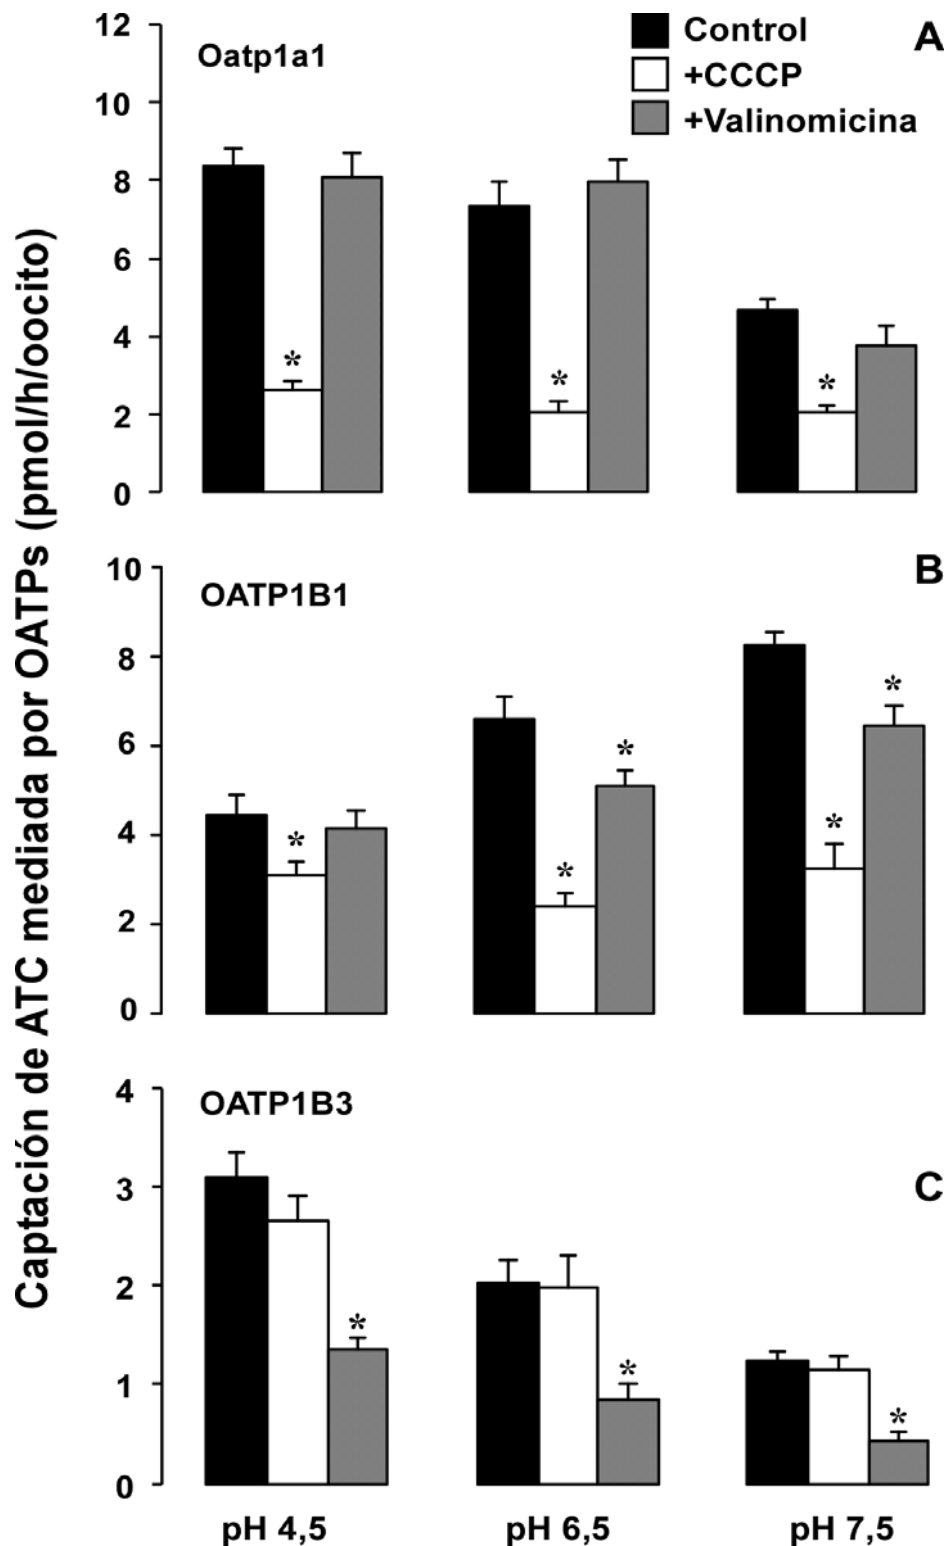 Captación de ATC mediada por OATPs (pmol/h/oocito)
12
10
8
6
4
2
0
Oatp1a1
Control
+CCCP
+Valinomicina
A
*
*
*
10
8
6
4
2
0
OATP1B1
B
*
*
*
*
*
4
3
2
1
0
OATP1B3
C
*
*
*
pH 4,5
pH 6,5
pH 7,5